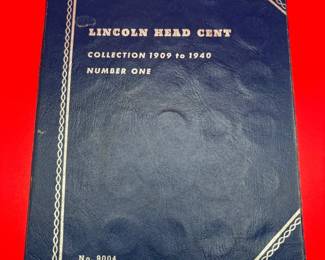 LINCOLN HEAD CENT
COLLECTION 1909 to 1940
NUMBER ONE
No. 9004